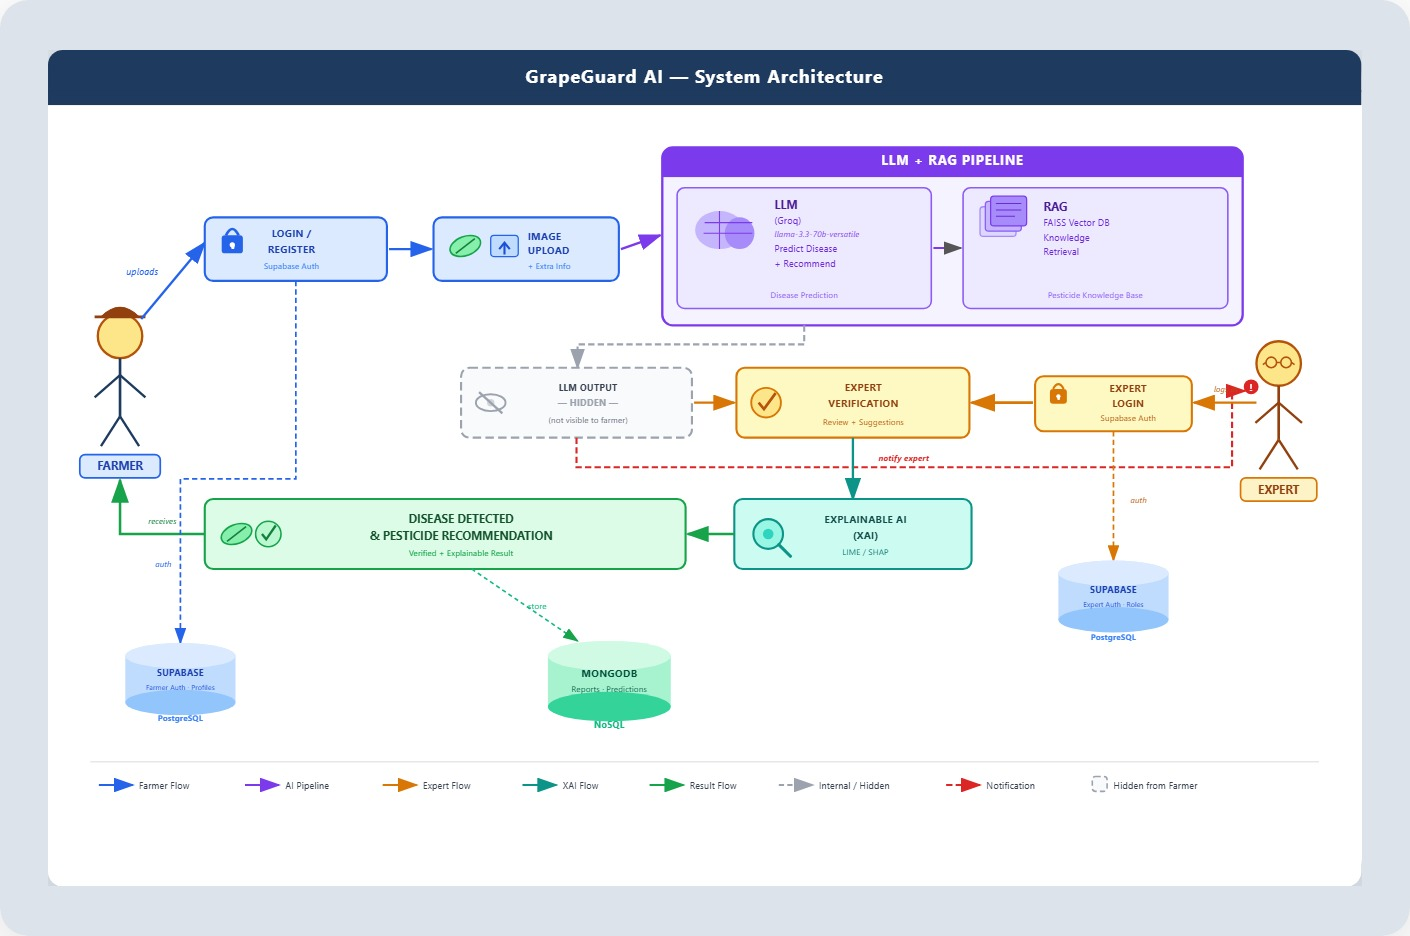 GrapeGuard AI — System Architecture
LLM + RAG PIPELINE
LLM
(Groq)
llama-3.3-70b-versatile
Predict Disease
+ Recommend
Disease Prediction
RAG
FAISS Vector DB
Knowledge
Retrieval
Pesticide Knowledge Base
LOGIN /
REGISTER
Supabase Auth
IMAGE
UPLOAD
+ Extra Info
uploads
FARMER
LLM OUTPUT
— HIDDEN —
(not visible to farmer)
EXPERT
VERIFICATION
Review + Suggestions
EXPERT
LOGIN
Supabase Auth
!
EXPERT
notify expert
receives
auth
DISEASE DETECTED
& PESTICIDE RECOMMENDATION
Verified + Explainable Result
EXPLAINABLE AI
(XAI)
LIME / SHAP
auth
store
SUPABASE
Expert Auth · Roles
PostgreSQL
SUPABASE
Farmer Auth · Profiles
PostgreSQL
MONGODB
Reports · Predictions
NoSQL
Farmer Flow
AI Pipeline
Expert Flow
XAI Flow
Result Flow
Internal / Hidden
Notification
Hidden from Farmer